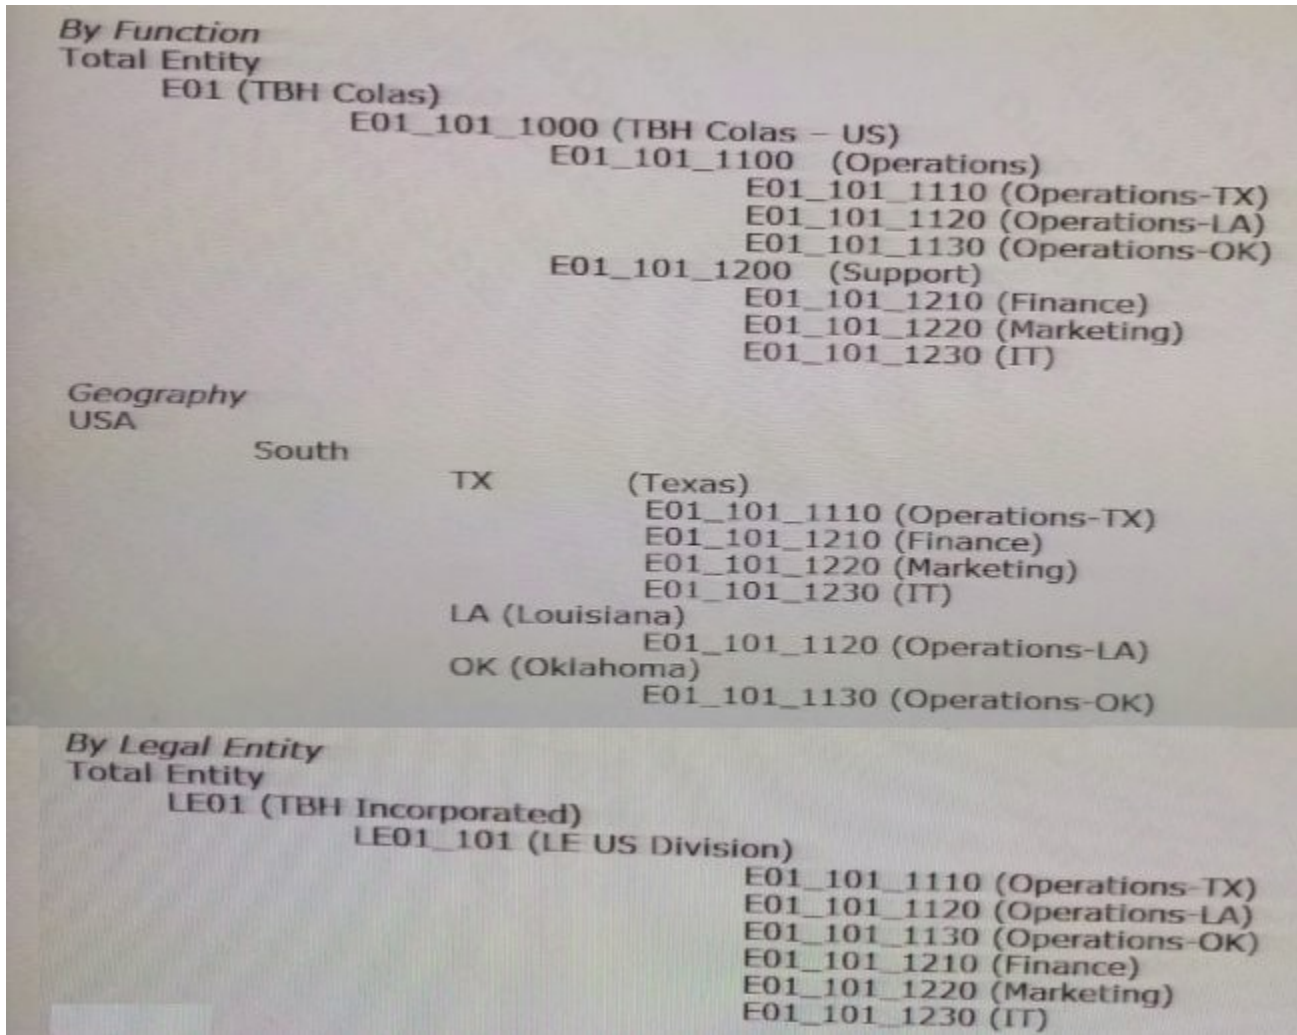 By Function
Total Entity
E01 (TBH Colas)
E01_101_1000 (TBH Colas – US)
E01_101_1100 (Operations)
E01_101_1110 (Operations-TX)
E01_101_1120 (Operations-LA)
E01_101_1130 (Operations-OK)
E01_101_1200 (Support)
E01_101_1210 (Finance)
E01_101_1220 (Marketing)
E01_101_1230 (IT)
Geography
USA
South
TX (Texas)
E01_101_1110 (Operations-TX)
E01_101_1210 (Finance)
E01_101_1220 (Marketing)
E01_101_1230 (IT)
LA (Louisiana)
E01_101_1120 (Operations-LA)
OK (Oklahoma)
E01_101_1130 (Operations-OK)
By Legal Entity
Total Entity
LE01 (TBH Incorporated)
LE01_101 (LE US Division)
E01_101_1110 (Operations-TX)
E01_101_1120 (Operations-LA)
E01_101_1130 (Operations-OK)
E01_101_1210 (Finance)
E01_101_1220 (Marketing)
E01_101_1230 (IT)